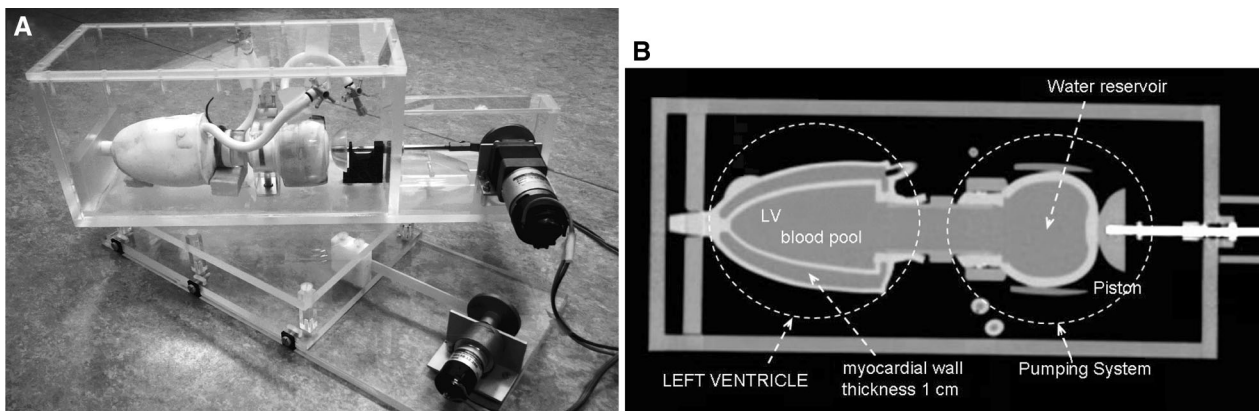 A
B
Water reservoir
LV
blood pool
Piston
LEFT VENTRICLE
myocardial wall
thickness 1 cm
Pumping System